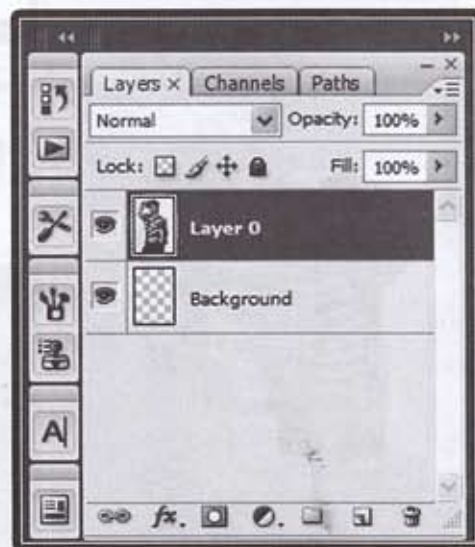 Layers × Channels Paths
Normal Opacity: 100%
Lock: Fill: 100%
Layer 0
Background
A
fx.